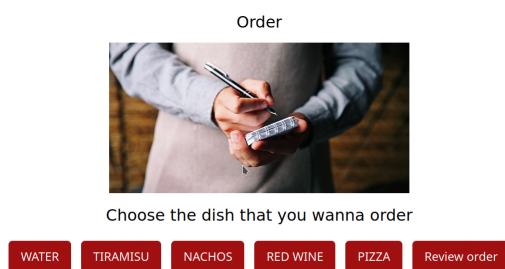 Order
Choose the dish that you wanna order
WATER TIRAMISU NACHOS RED WINE PIZZA Review order